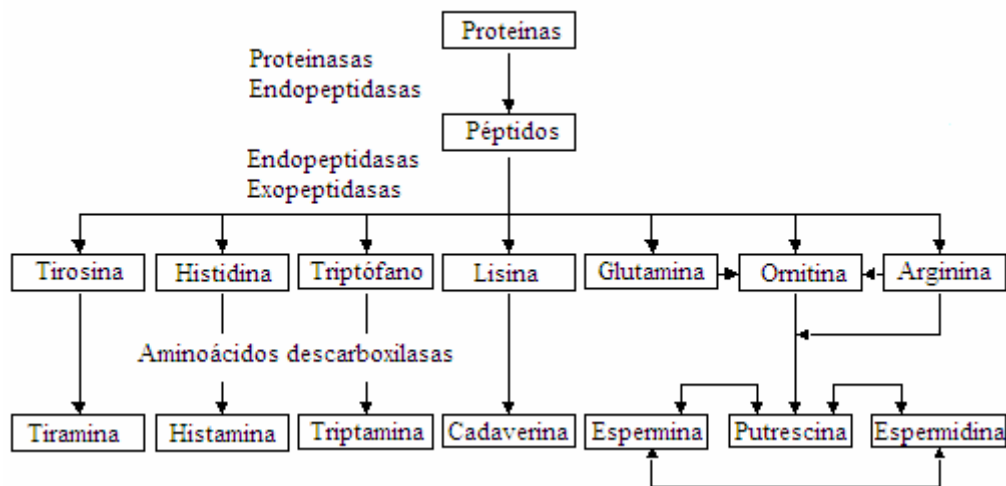 Proteínas
Proteinasas
Endopeptidasas
Péptidos
Endopeptidasas
Exopeptidasas
Tirosina
Histidina
Triptófano
Lisina
Glutamina
Ornitina
Arginina
Aminoácidos descarboxilasas
Tiramina
Histamina
Triptamina
Cadaverina
Espermina
Putrescina
Espermidina